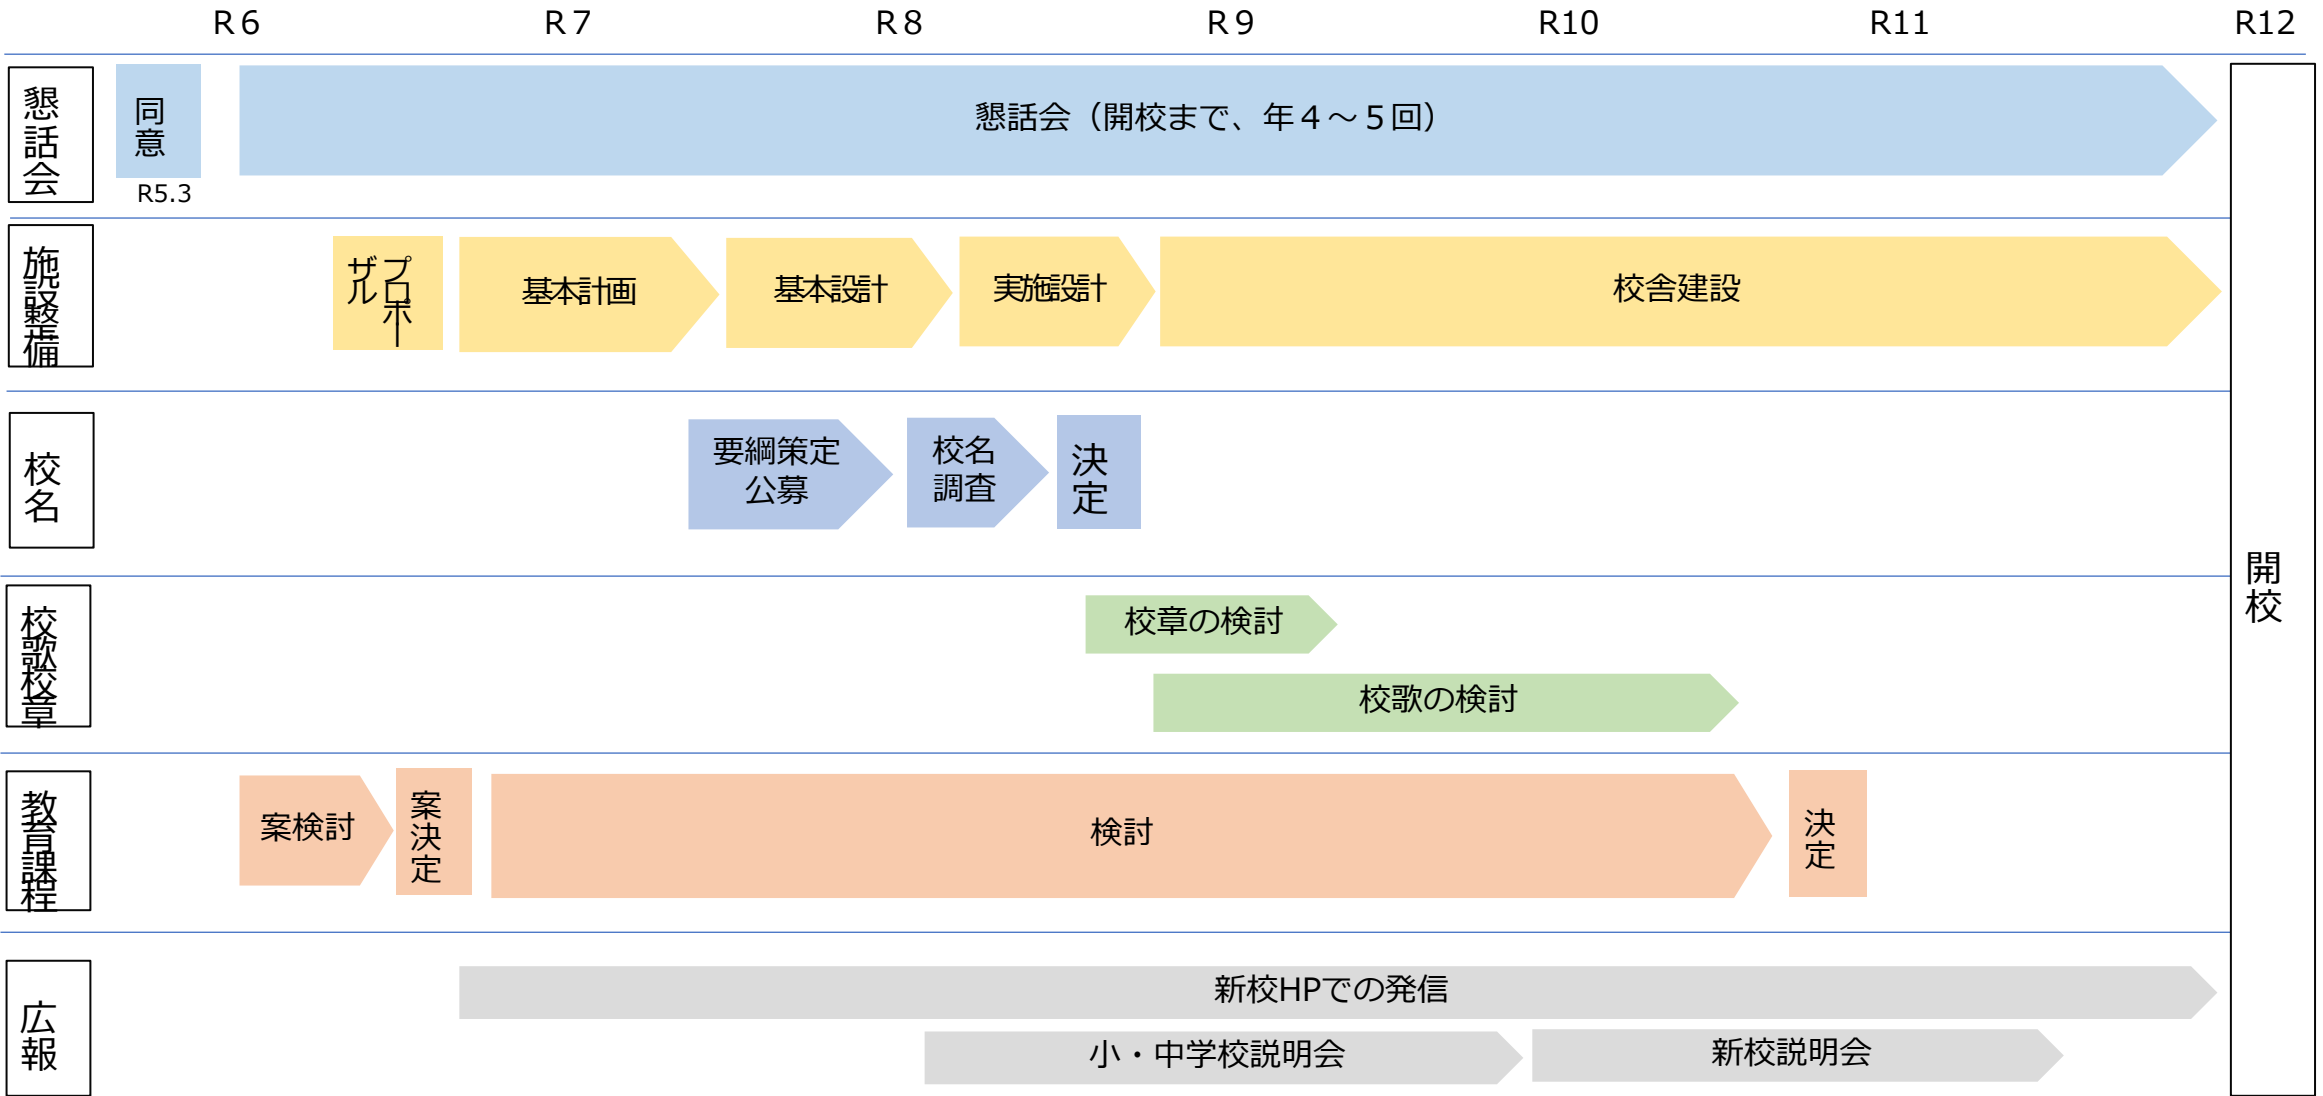 R６ R７ R８ R９ R10 R11 R12
懇話会
同意
R5.3
懇話会（開校まで、年４～５回）
施設整備
プロポー
ザル
基本計画
基本設計
実施設計
校舎建設
校名
要綱策定
公募
校名
調査
決定
校歌校章
校章の検討
校歌の検討
教育課程
案検討
案決定
検討
決定
広報
新校HPでの発信
小・中学校説明会
新校説明会
開校